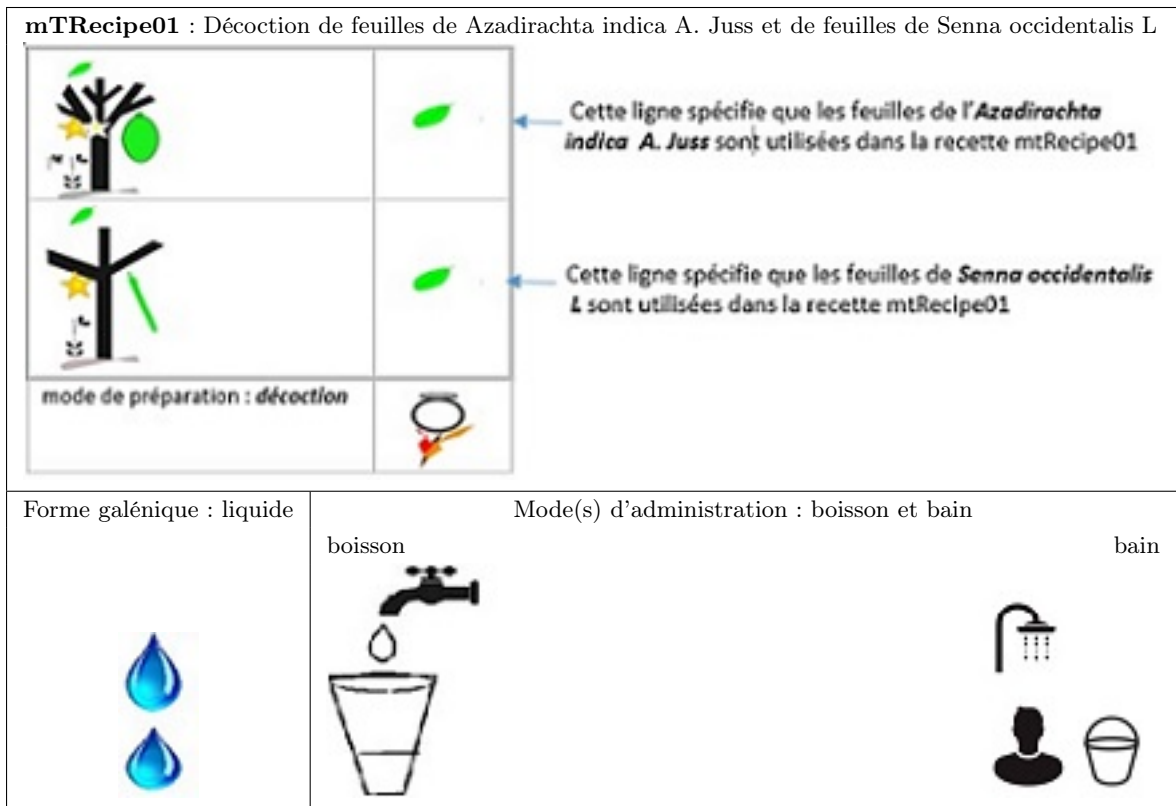 mTRecipe01 : Décoction de feuilles de Azadirachta indica A. Juss et de feuilles de Senna occidentalis L
Cette ligne spécifie que les feuilles de l'Azadirachta
indica A. Juss sont utilisées dans la recette mtRecipe01
Cette ligne spécifie que les feuilles de Senna occidentalis
L sont utilisées dans la recette mtRecipe01
mode de préparation : décoction
Forme galénique : liquide
Mode(s) d'administration : boisson et bain
boisson
bain